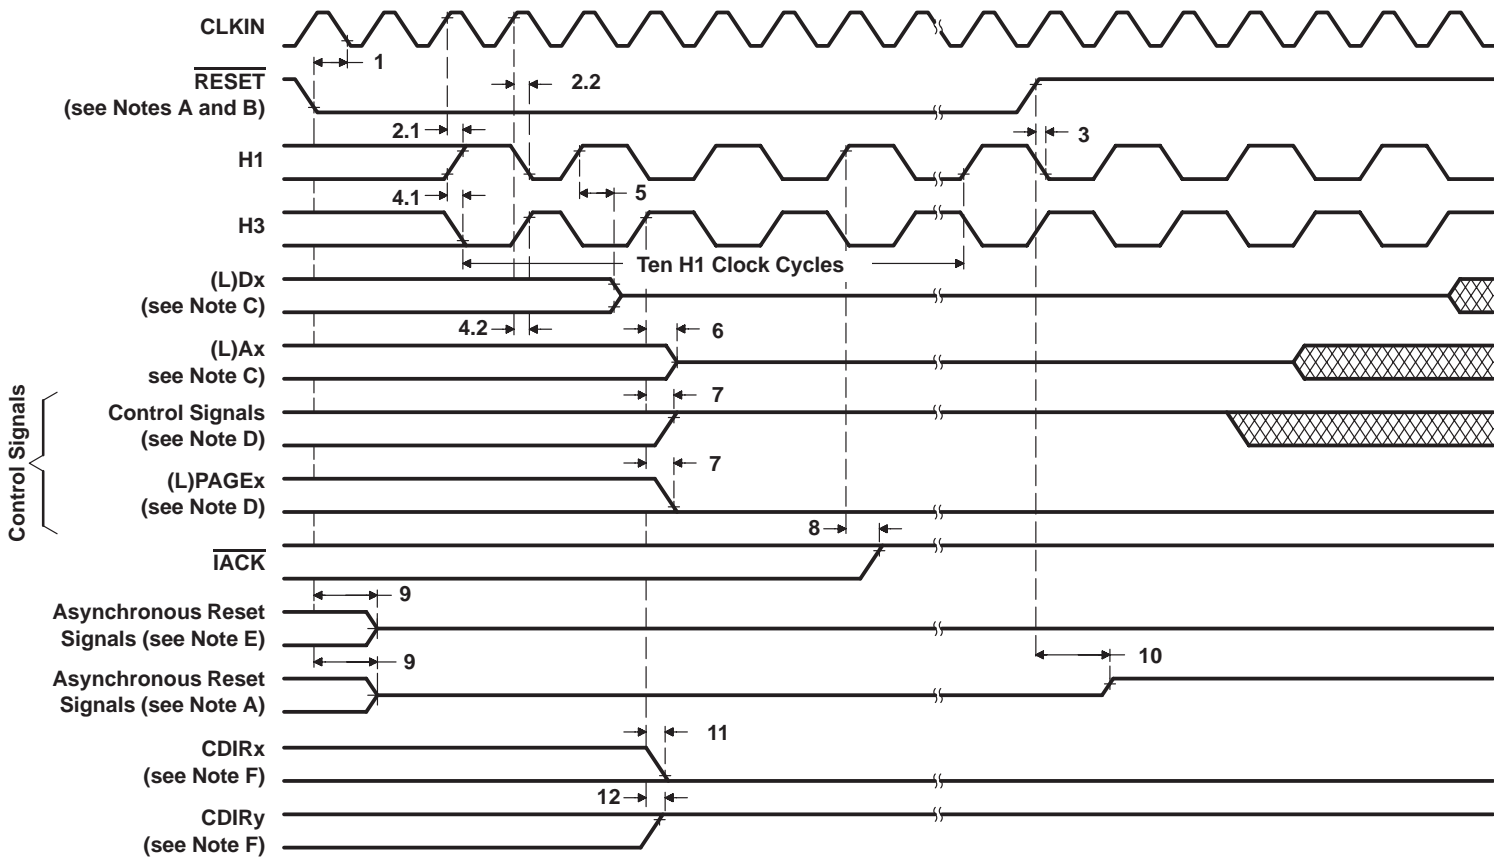 CLKIN
1
RESET
(see Notes A and B)
2.2
2.1
3
H1
4.1
5
H3
Ten H1 Clock Cycles
(L)Dx
(see Note C)
4.2
6
(L)Ax
see Note C)
7
Control Signals
Control Signals
(see Note D)
7
(L)PAGEx
(see Note D)
8
IACK
9
Asynchronous Reset
Signals (see Note E)
9
10
Asynchronous Reset
Signals (see Note A)
11
CDIRx
(see Note F)
12
CDIRy
(see Note F)